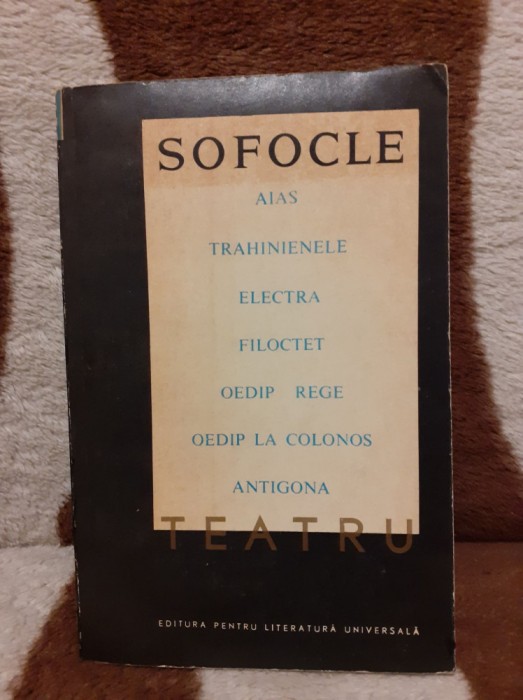 SOFOCLE
AIAS
TRAHINIENELE
ELECTRA
FILOCTET
OEDIP REGE
OEDIP LA COLONOS
ANTIGONA
TEATRU
EDITURA PENTRU LITERATURĂ UNIVERSALĂ